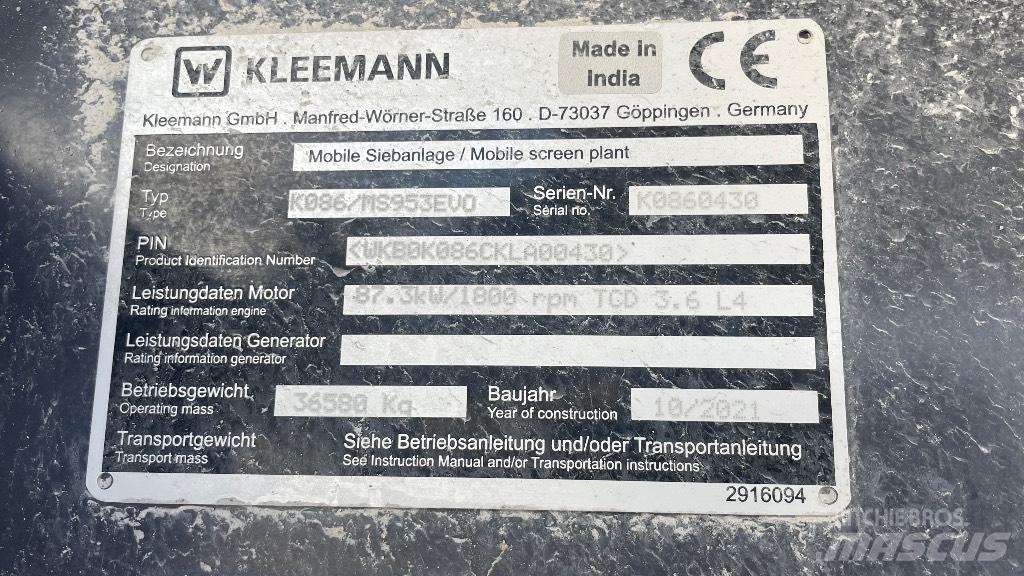 W KLEEMANN
Made in
India
CE
Kleemann GmbH . Manfred-Wörner-Straße 160 . D-73037 Göppingen . Germany
Bezeichnung
Designation
Mobile Siebanlage / Mobile screen plant
Typ
Type
K086/MS953EVO
Serien-Nr.
Serial no.
K0860430
PIN
Product Identification Number
<WKB0K086CKLA00430>
Leistungdaten Motor
Rating information engine
87.3kW/1800 rpm TCD 3.6 L4
Leistungsdaten Generator
Rating information generator
Betriebsgewicht
Operating mass
36580 Kg
Baujahr
Year of construction
10/2021
Transportgewicht
Transport mass
Siehe Betriebsanleitung und/oder Transportanleitung
See Instruction Manual and/or Transportation instructions
2916094
RITCHIEBROS.
MASCUS